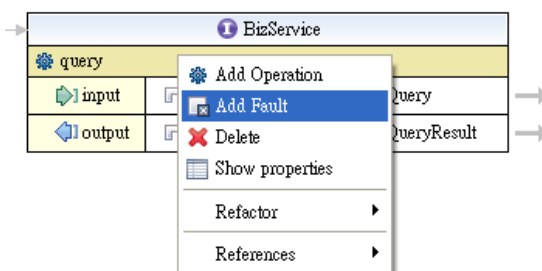 BizService
query
Add Operation
input
Query
Add Fault
output
QueryResult
Delete
Show properties
Refactor
References